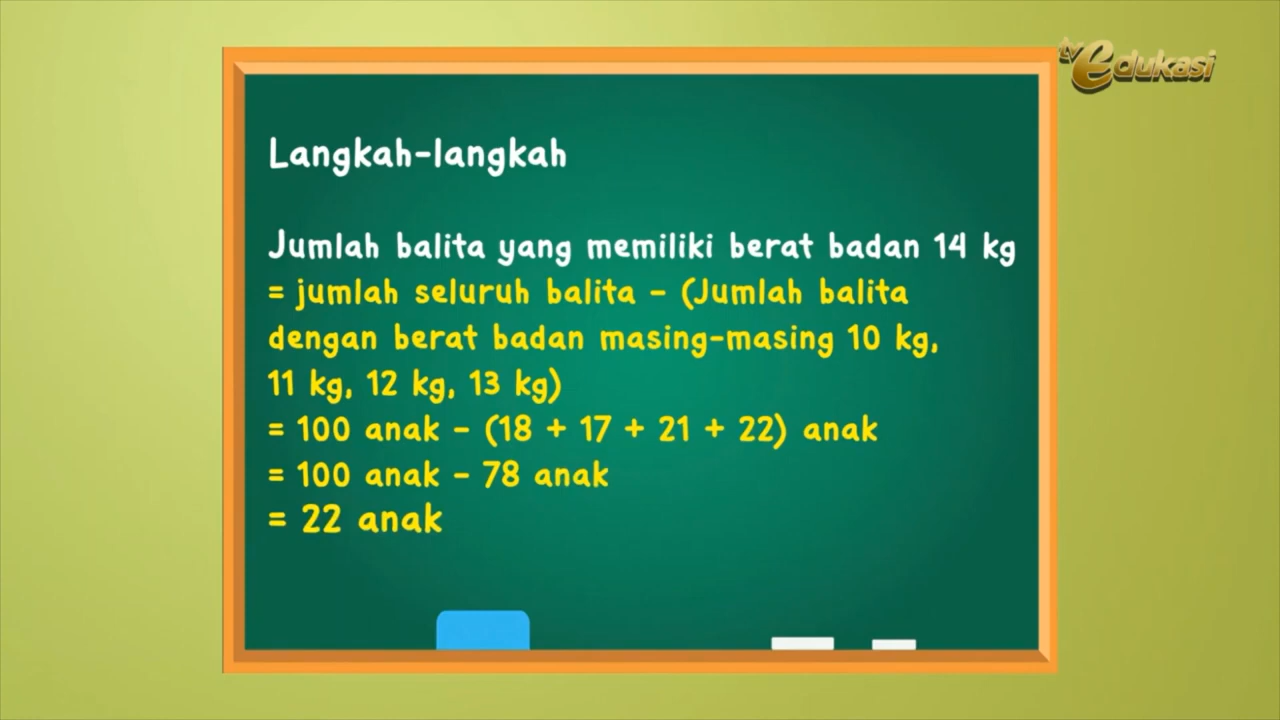 tv edukasi
Langkah-langkah
Jumlah balita yang memiliki berat badan 14 kg
= jumlah seluruh balita - (Jumlah balita
dengan berat badan masing-masing 10 kg,
11 kg, 12 kg, 13 kg)
= 100 anak - (18 + 17 + 21 + 22) anak
= 100 anak - 78 anak
= 22 anak